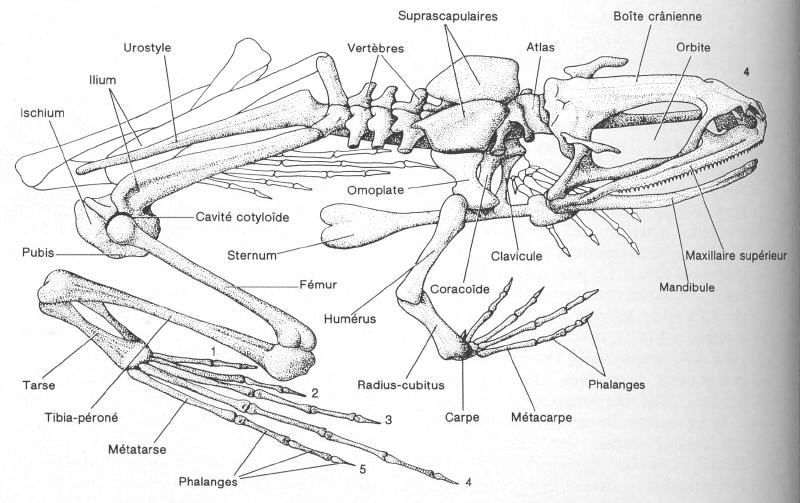 Suprascapulaires
Boîte crânienne
Urostyle
Vertèbres
Atlas
Orbite
4
Ilium
Ischium
Omoplate
Cavité cotyloïde
Pubis
Sternum
Clavicule
Maxillaire supérieur
Fémur
Coracoïde
Mandibule
Humérus
1
Tarse
2
Radius-cubitus
Phalanges
Tibia-péroné
3
Carpe
Métacarpe
Métatarse
Phalanges
5
4